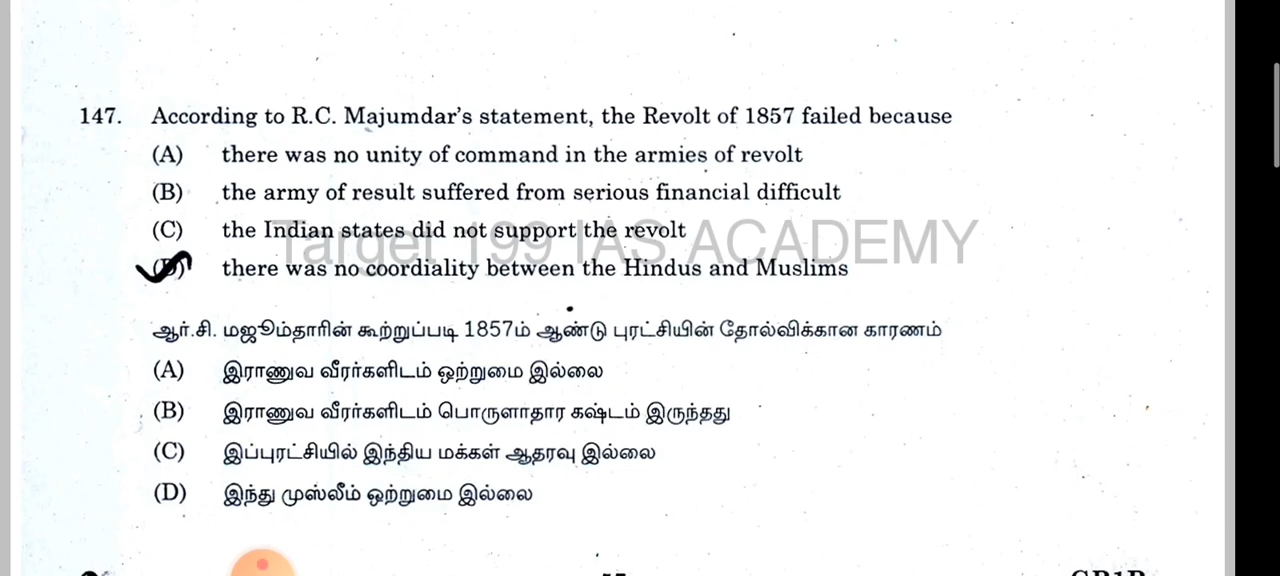 147. According to R.C. Majumdar's statement, the Revolt of 1857 failed because
(A) there was no unity of command in the armies of revolt
(B) the army of result suffered from serious financial difficult
(C) the Indian states did not support the revolt
Target 199 IAS ACADEMY
(D) there was no coordiality between the Hindus and Muslims
ஆர்.சி. மஜூம்தாரின் கூற்றுப்படி 1857ம் ஆண்டு புரட்சியின் தோல்விக்கான காரணம்
(A) இராணுவ வீரர்களிடம் ஒற்றுமை இல்லை
(B) இராணுவ வீரர்களிடம் பொருளாதார கஷ்டம் இருந்தது
(C) இப்புரட்சியில் இந்திய மக்கள் ஆதரவு இல்லை
(D) இந்து முஸ்லீம் ஒற்றுமை இல்லை